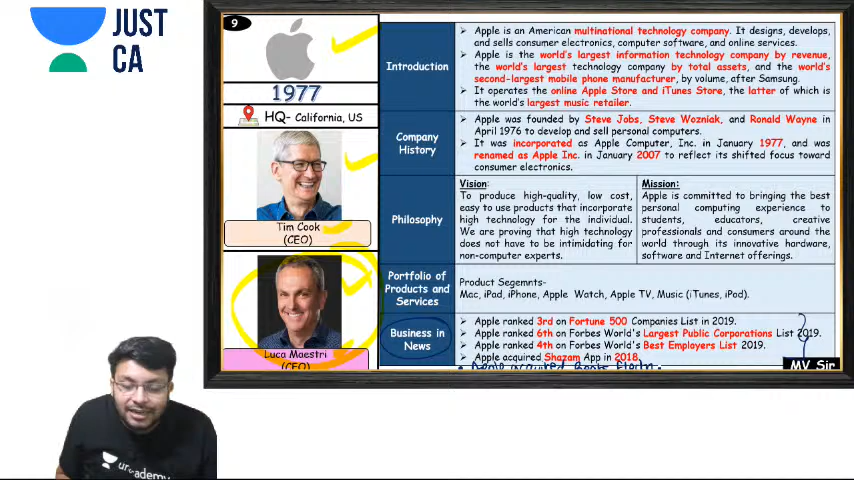 JUST
CA
9
1977
HQ- California, US
Tim Cook
(CEO)
Luca Maestri
(CEO)
Introduction
➢ Apple is an American multinational technology company. It designs, develops,
and sells consumer electronics, computer software, and online services.
➢ Apple is the world's largest information technology company by revenue,
the world's largest technology company by total assets, and the world's
second-largest mobile phone manufacturer, by volume, after Samsung.
➢ It operates the online Apple Store and iTunes Store, the latter of which is
the world's largest music retailer.
Company
History
➢ Apple was founded by Steve Jobs, Steve Wozniak, and Ronald Wayne in
April 1976 to develop and sell personal computers.
➢ It was incorporated as Apple Computer, Inc. in January 1977, and was
renamed as Apple Inc. in January 2007 to reflect its shifted focus toward
consumer electronics.
Philosophy
Vision:
To produce high-quality, low cost,
easy to use products that incorporate
high technology for the individual.
We are proving that high technology
does not have to be intimidating for
non-computer experts.
Mission:
Apple is committed to bringing the best
personal computing experience to
students, educators, creative
professionals and consumers around the
world through its innovative hardware,
software and Internet offerings.
Portfolio of
Products and
Services
Product Segemnts-
Mac, iPad, iPhone, Apple Watch, Apple TV, Music (iTunes, iPod).
Business in
News
➢ Apple ranked 3rd on Fortune 500 Companies List in 2019.
➢ Apple ranked 6th on Forbes World's Largest Public Corporations List 2019.
➢ Apple ranked 4th on Forbes World's Best Employers List 2019.
➢ Apple acquired Shazam App in 2018.
MV Sir
unacademy